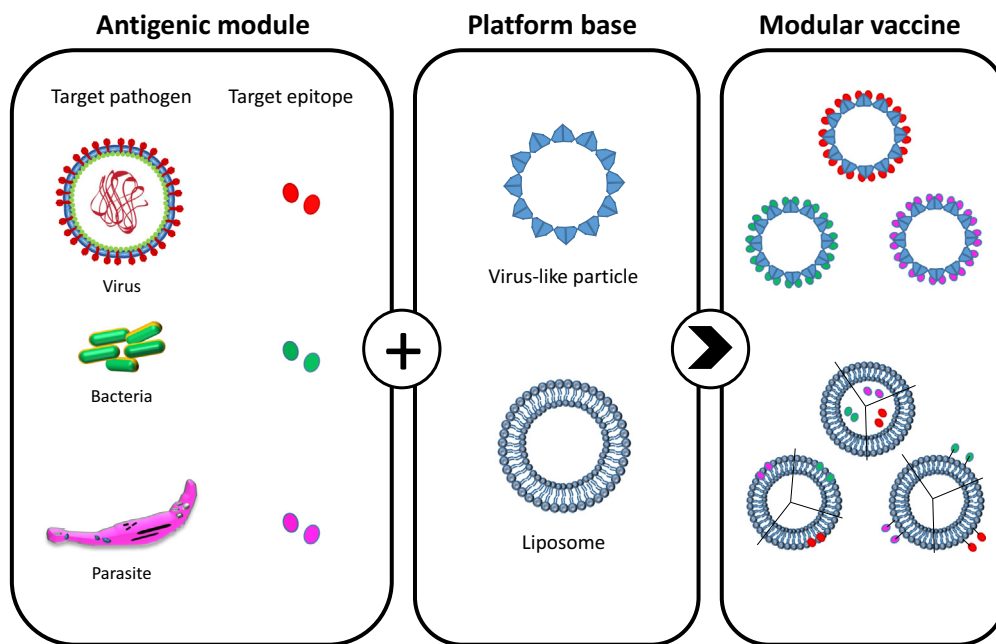 Antigenic module
Platform base
Modular vaccine
Target pathogen
Target epitope
Virus
Virus-like particle
+
Bacteria
Liposome
Parasite